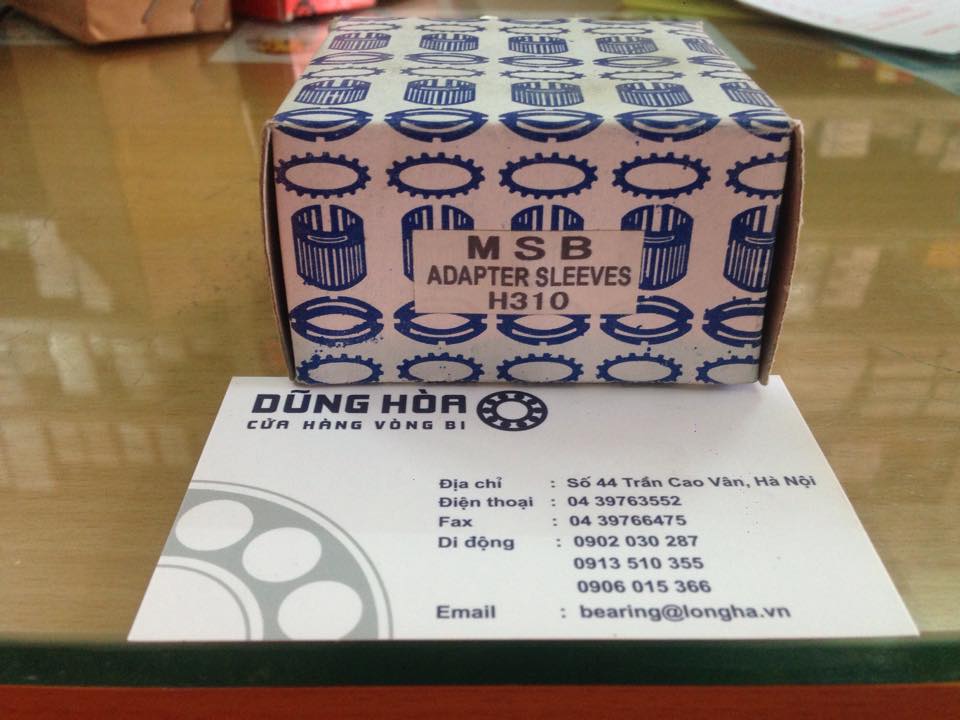 MSB
ADAPTER SLEEVES
H310
DŨNG HÒA
CỬA HÀNG VÒNG BI
Địa chỉ : Số 44 Trần Cao Vân, Hà Nội
Điện thoại : 04 39763552
Fax : 04 39766475
Di động : 0902 030 287
0913 510 355
0906 015 366
Email : bearing@longha.vn